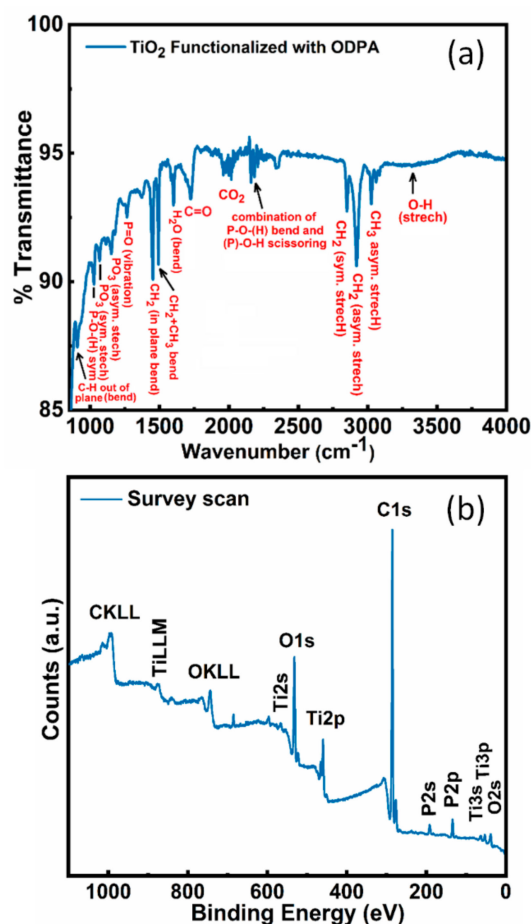 100
95
90
85
% Transmittance
TiO2 Functionalized with ODPA
(a)
C-H out of
plane (bend)
P-O-(H) sym
PO3 (sym. stech)
PO3 (asym. stech)
P=O (vibration)
CH2 (in plane bend)
CH2+CH3 bend
H2O (bend)
C=O
CO2
combination of
P-O-(H) bend and
(P)-O-H scissoring
CH2 (sym. strecH)
CH2 (asym. strecH)
CH3 asym. strecH)
O-H
(strech)
1000 1500 2000 2500 3000 3500 4000
Wavenumber (cm-1)
Survey scan
(b)
Counts (a.u.)
CKLL
TiLLM
OKLL
Ti2s
O1s
Ti2p
C1s
P2s
P2p
Ti3s
Ti3p
O2s
1000 800 600 400 200 0
Binding Energy (eV)